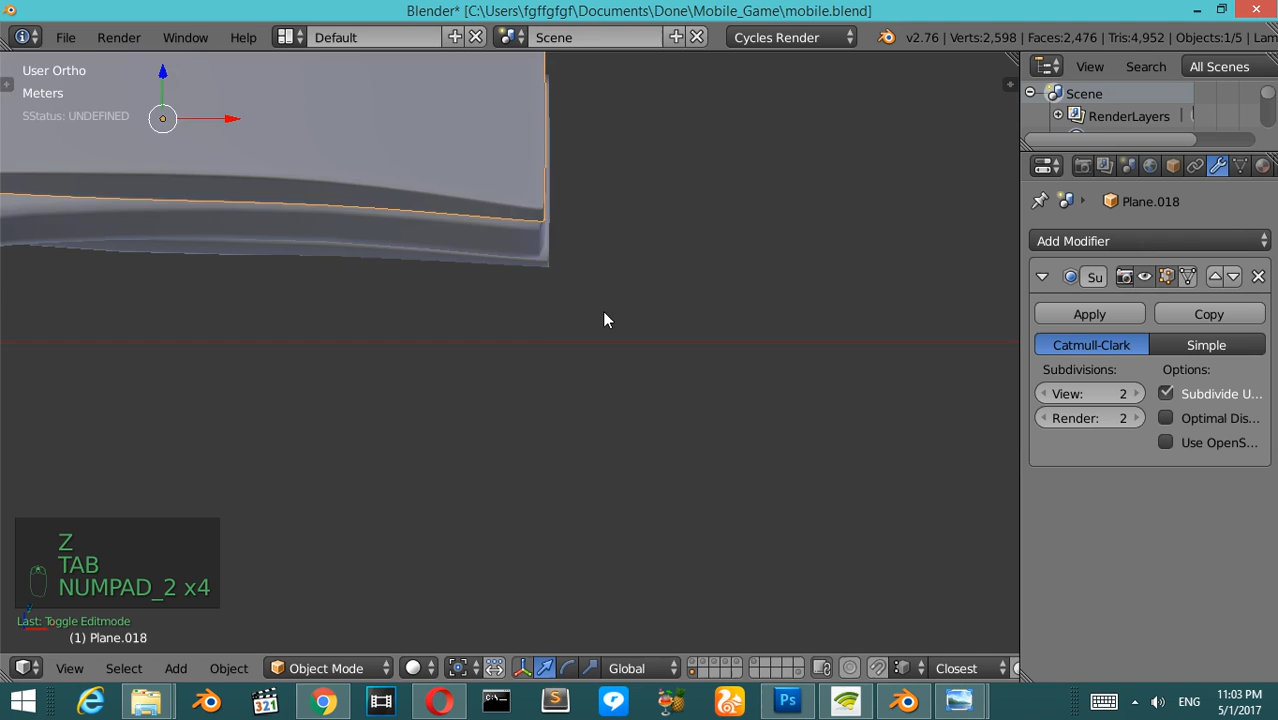 Blender* [C:\Users\fgffgfgf\Documents\Done\Mobile_Game\mobile.blend]
File Render Window Help Default Scene Cycles Render v2.76 | Verts:2,598 | Faces:2,476 | Tris:4,952 | Objects:1/5 | Lam
User Ortho
Meters
SStatus: UNDEFINED
View Search All Scenes
Scene
RenderLayers
Plane.018
Add Modifier
Su
Apply Copy
Catmull-Clark Simple
Subdivisions: Options:
View: 2 Subdivide U...
Render: 2 Optimal Dis...
Use OpenS...
Z
TAB
NUMPAD_2 x4
Last: Toggle Editmode
(1) Plane.018
View Select Add Object Object Mode Global Closest
321 Ps ENG 11:03 PM
5/1/2017